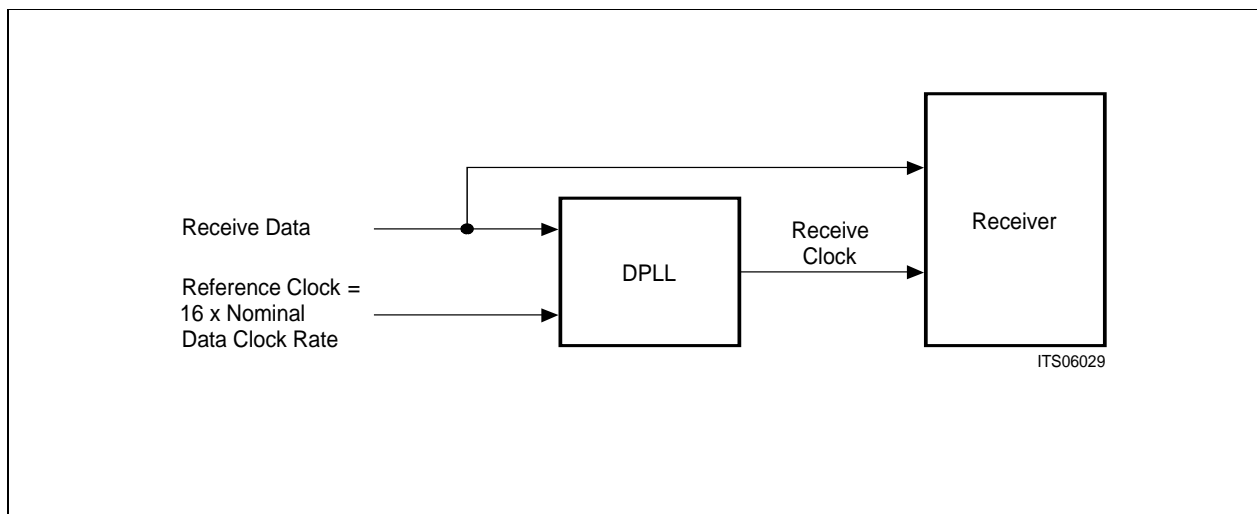 Receive Data
Reference Clock =
16 x Nominal
Data Clock Rate
DPLL
Receive
Clock
Receiver
ITS06029